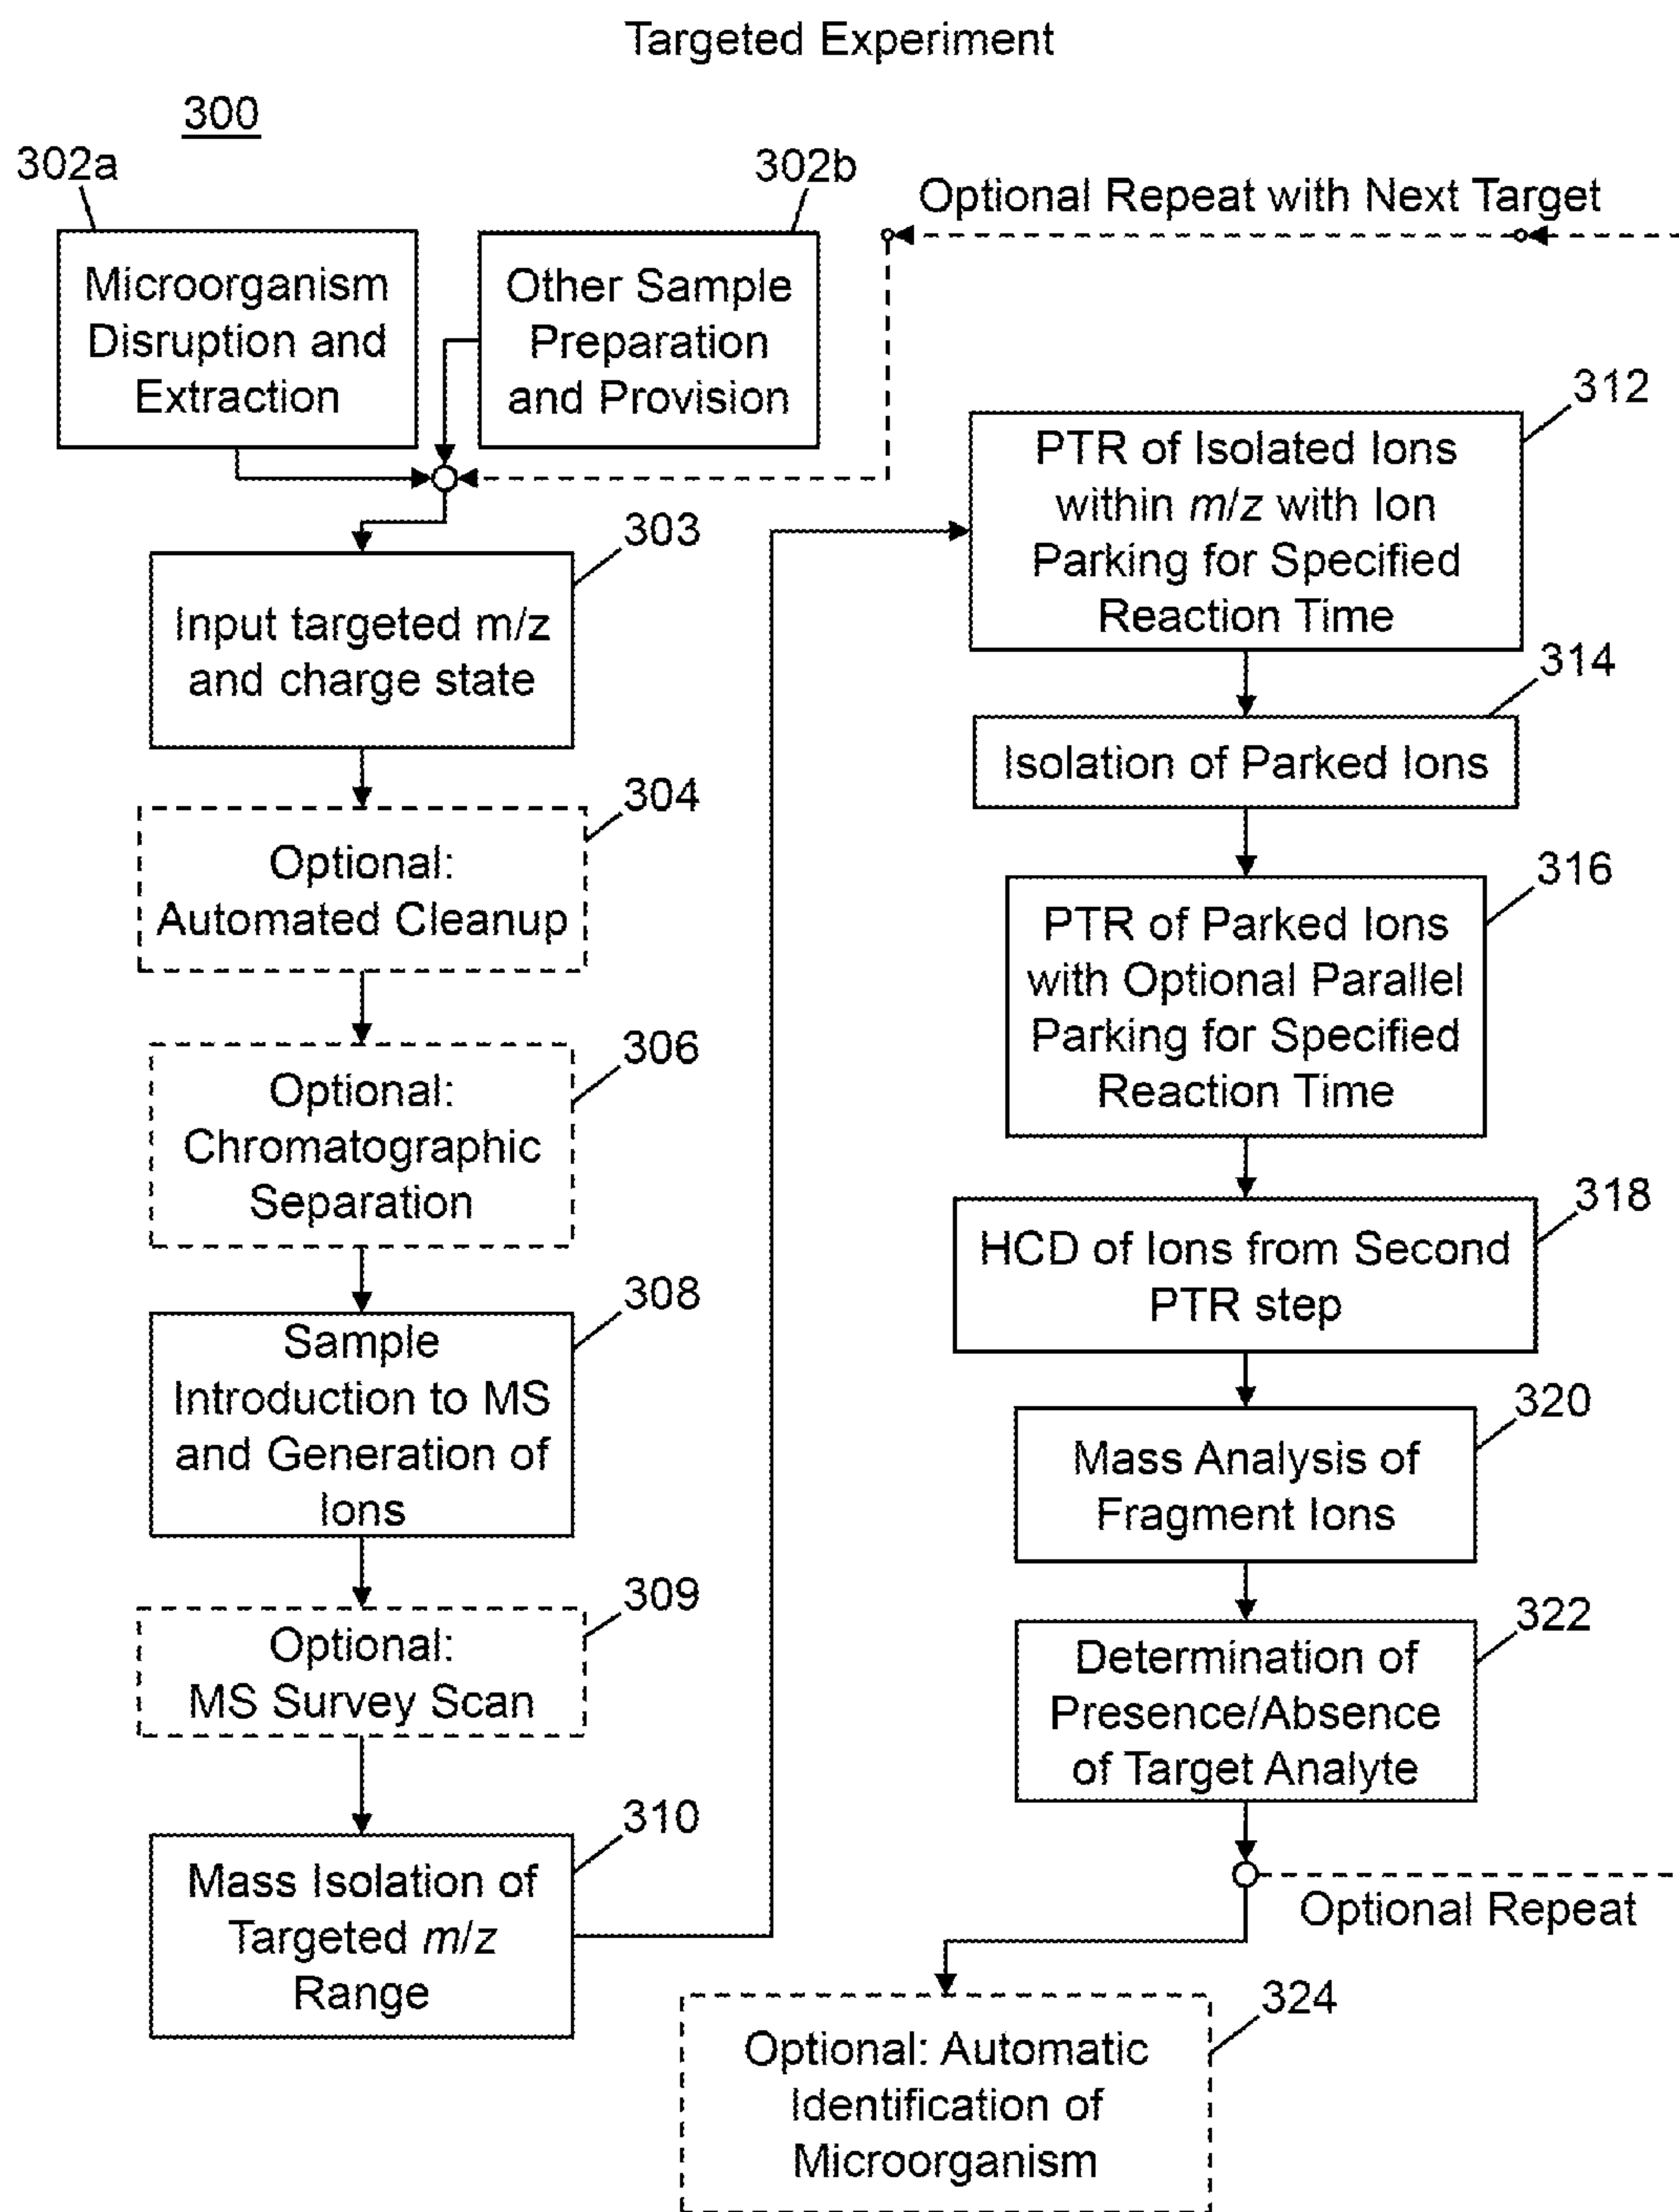 Targeted Experiment
300
302a
302b
Microorganism
Disruption and
Extraction
Other Sample
Preparation
and Provision
Optional Repeat with Next Target
303
Input targeted m/z
and charge state
304
Optional:
Automated Cleanup
306
Optional:
Chromatographic
Separation
308
Sample
Introduction to MS
and Generation of
Ions
309
Optional:
MS Survey Scan
310
Mass Isolation of
Targeted m/z
Range
312
PTR of Isolated Ions
within m/z with Ion
Parking for Specified
Reaction Time
314
Isolation of Parked Ions
316
PTR of Parked Ions
with Optional Parallel
Parking for Specified
Reaction Time
318
HCD of Ions from Second
PTR step
320
Mass Analysis of
Fragment Ions
322
Determination of
Presence/Absence
of Target Analyte
Optional Repeat
324
Optional: Automatic
Identification of
Microorganism